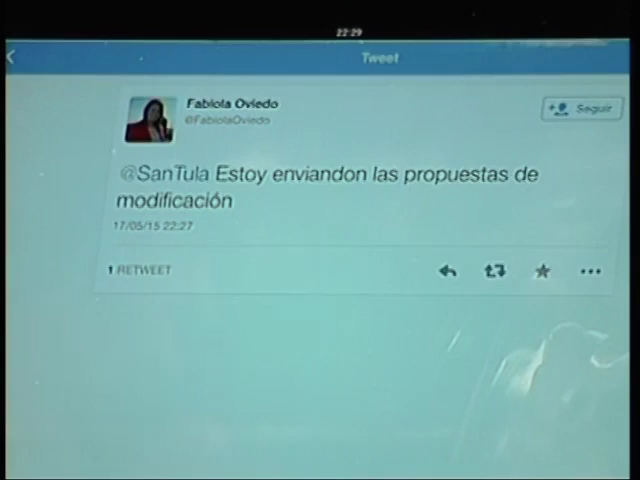 22:29
Tweet
Fabiola Oviedo
@FabiolaOviedo
Seguir
@SanTula Estoy enviandon las propuestas de
modificación
17/05/15 22:27
1 RETWEET